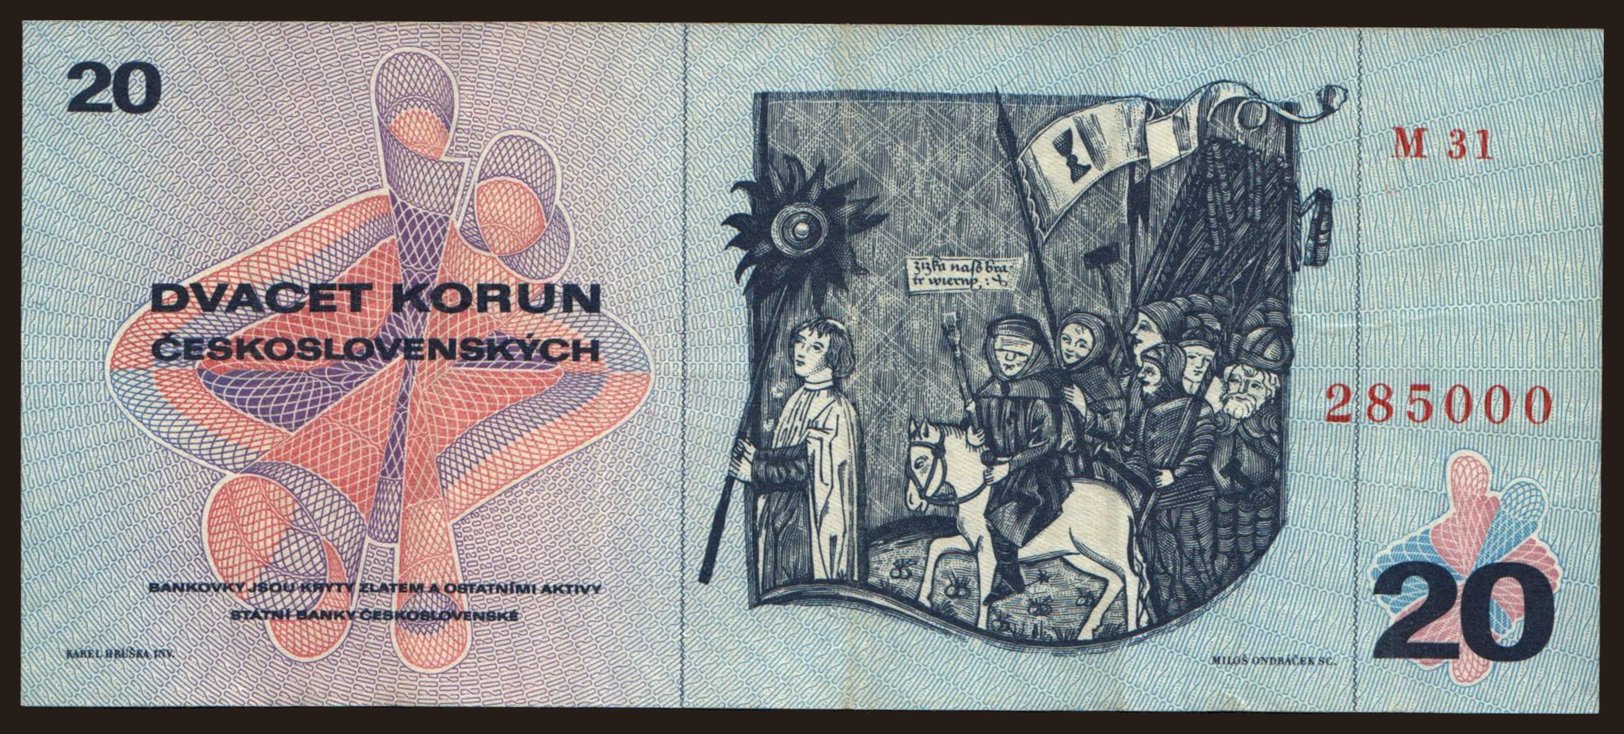 20
DVACET KORUN
ČESKOSLOVENSKÝCH
BANKOVKY JSOU KRYTY ZLATEM A OSTATNÍMI AKTIVY
STÁTNÍ BANKY ČESKOSLOVENSKÉ
KAREL HRUŠKA INV.
M 31
285000
20
MILOŠ ONDRÁČEK SC.